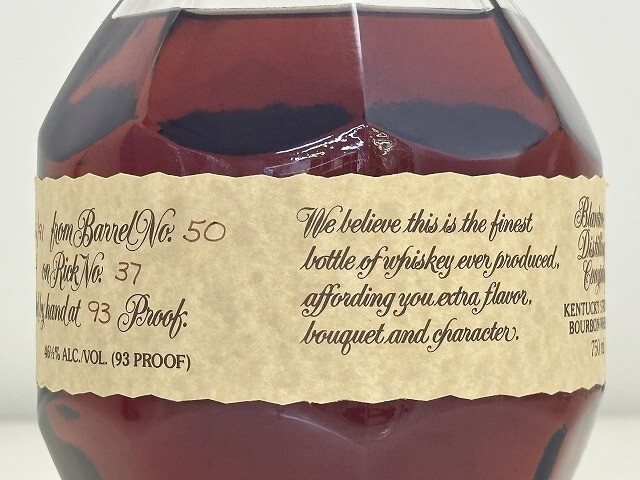 from Barrel No. 50
on Rick No. 37
by hand at 93 Proof.
46½% ALC./VOL. (93 PROOF)
We believe this is the finest
bottle of whiskey ever produced,
affording you extra flavor,
bouquet and character.
KENTUCKY
BOURBON
750